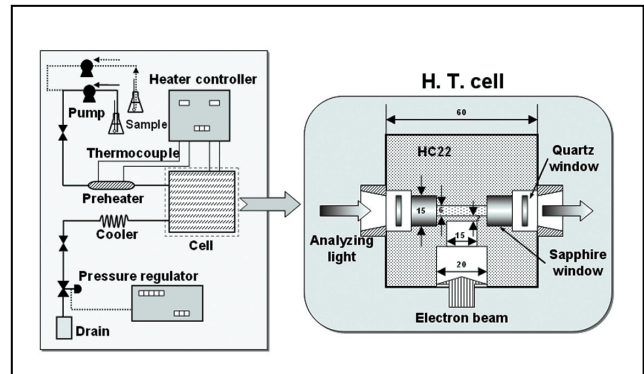 Pump
Sample
Heater controller
Thermocouple
Preheater
Cooler
Cell
Pressure regulator
Drain
H. T. cell
60
HC22
Quartz
window
15
6
15
20
Analyzing
light
Sapphire
window
Electron beam